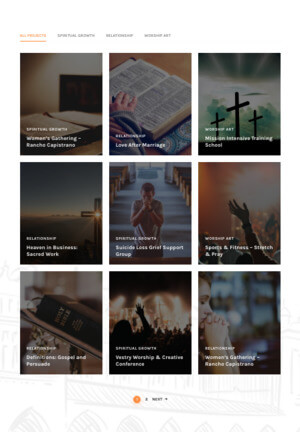 ALL PROJECTS SPIRITUAL GROWTH RELATIONSHIP WORSHIP ART
SPIRITUAL GROWTH
Women's Gathering –
Rancho Capistrano
RELATIONSHIP
Love After Marriage
WORSHIP ART
Mission Intensive Training
School
RELATIONSHIP
Heaven in Business:
Sacred Work
SPIRITUAL GROWTH
Suicide Loss Grief Support
Group
WORSHIP ART
Sports & Fitness – Stretch
& Pray
RELATIONSHIP
Definitions: Gospel and
Persuade
SPIRITUAL GROWTH
Vestry Worship & Creative
Conference
RELATIONSHIP
Women's Gathering –
Rancho Capistrano
NEXT